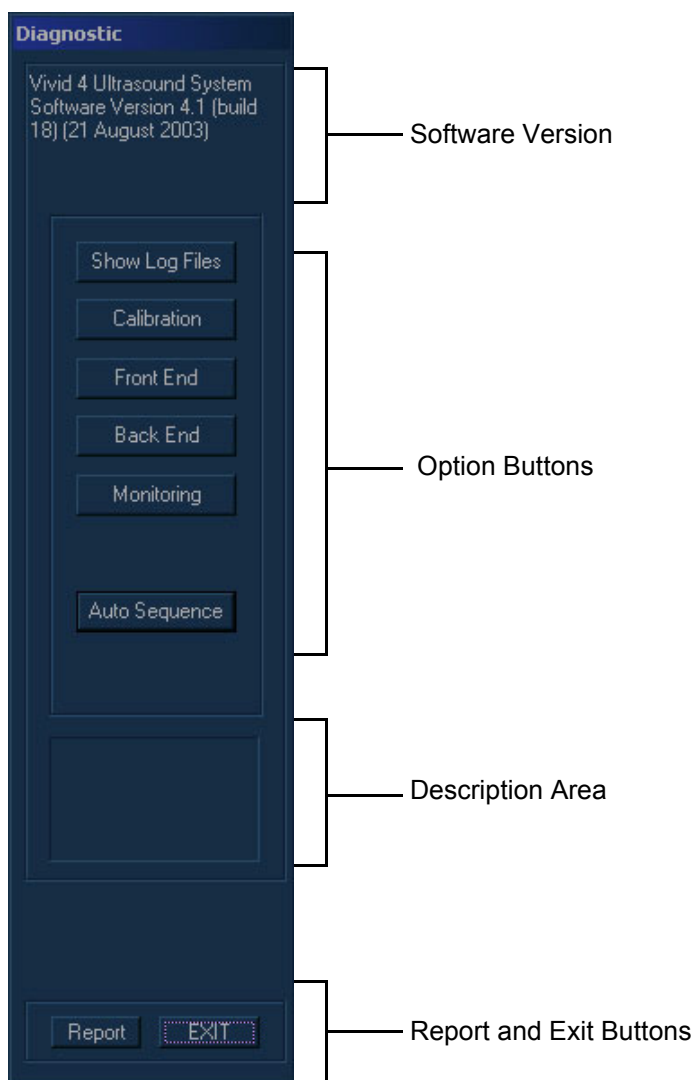 Diagnostic
Vivid 4 Ultrasound System
Software Version 4.1 (build
18) (21 August 2003)
Software Version
Show Log Files
Calibration
Front End
Back End
Monitoring
Auto Sequence
Option Buttons
Description Area
Report
EXIT
Report and Exit Buttons